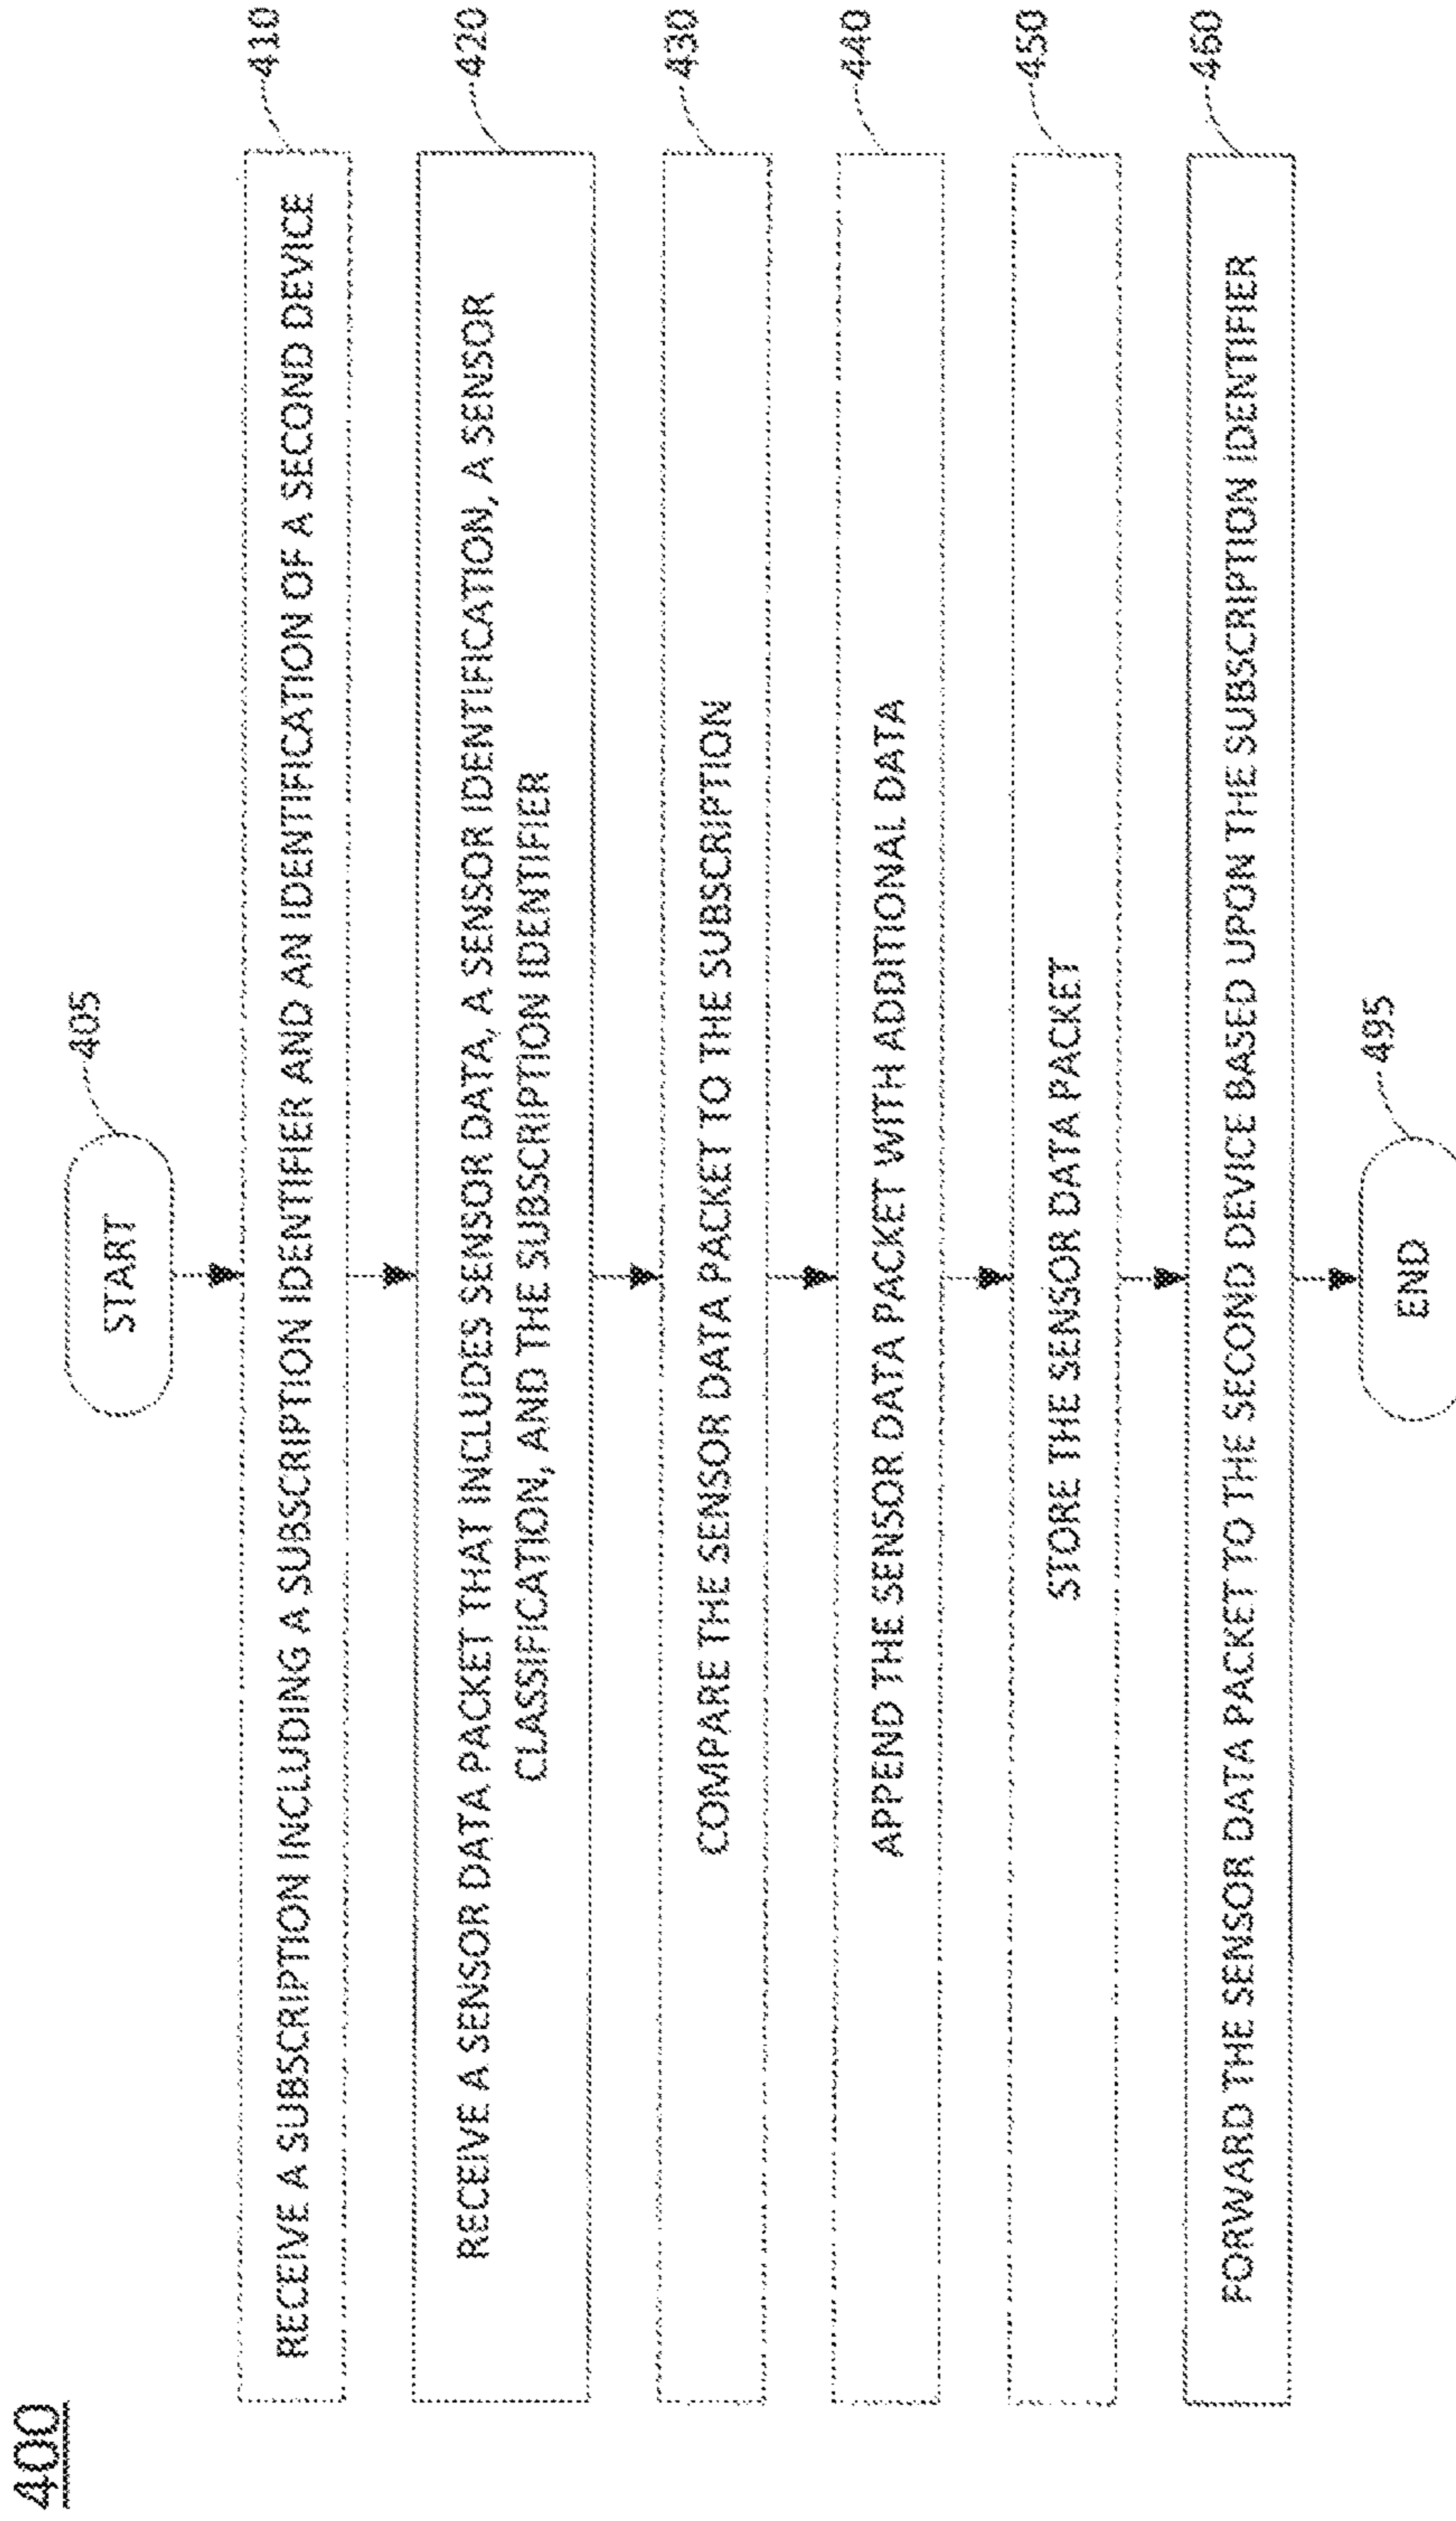 400
START
405
RECEIVE A SUBSCRIPTION INCLUDING A SUBSCRIPTION IDENTIFIER AND AN IDENTIFICATION OF A SECOND DEVICE
410
RECEIVE A SENSOR DATA PACKET THAT INCLUDES SENSOR DATA, A SENSOR IDENTIFICATION, A SENSOR
CLASSIFICATION, AND THE SUBSCRIPTION IDENTIFIER
420
COMPARE THE SENSOR DATA PACKET TO THE SUBSCRIPTION
430
APPEND THE SENSOR DATA PACKET WITH ADDITIONAL DATA
440
STORE THE SENSOR DATA PACKET
450
FORWARD THE SENSOR DATA PACKET TO THE SECOND DEVICE BASED UPON THE SUBSCRIPTION IDENTIFIER
460
END
495